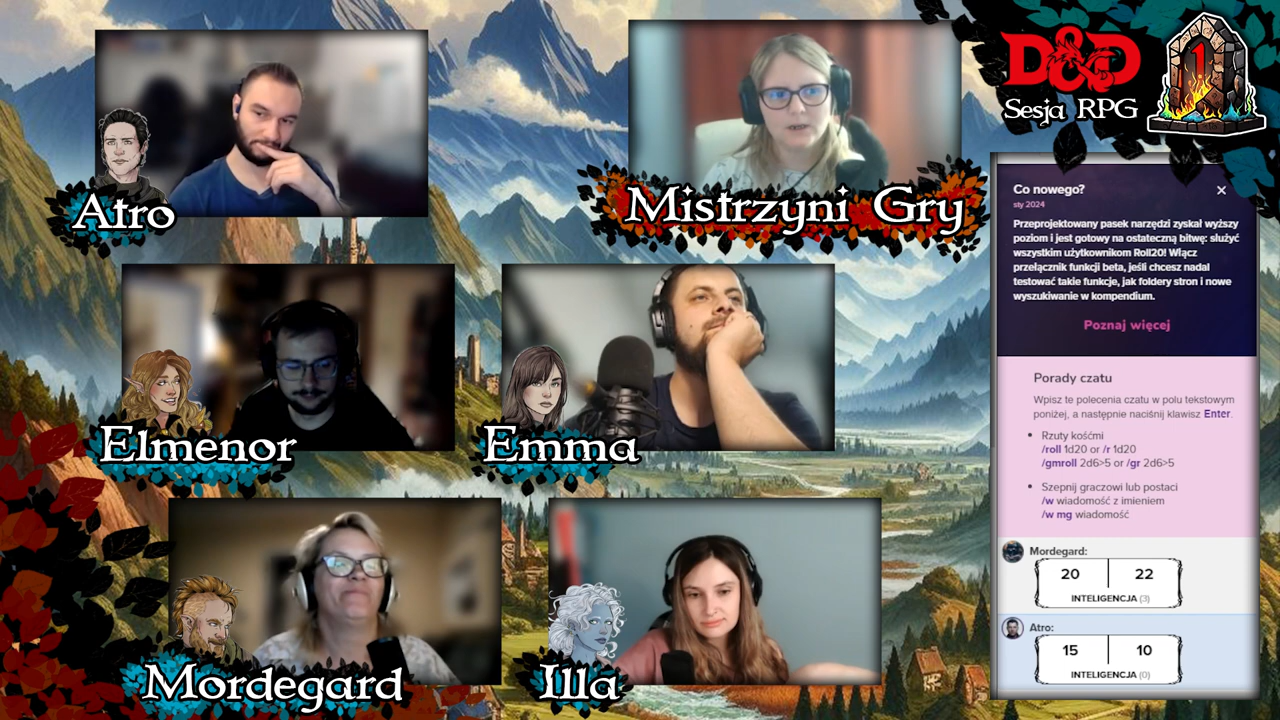 D&D
Sesja RPG
1
Atro
Mistrzyni Gry
Elmenor
Emma
Mordegard
Illa
Co nowego?
sty 2024
Przeprojektowany pasek narzędzi zyskał wyższy
poziom i jest gotowy na ostateczną bitwę: służyć
wszystkim użytkownikom Roll20! Włącz
przełącznik funkcji beta, jeśli chcesz nadal
testować takie funkcje, jak foldery stron i nowe
wyszukiwanie w kompendium.
Poznaj więcej
Porady czatu
Wpisz te polecenia czatu w polu tekstowym
poniżej, a następnie naciśnij klawisz Enter.
Rzuty kośćmi
/roll 1d20 or /r 1d20
/gmroll 2d6>5 or /gr 2d6>5
Szepnij graczowi lub postaci
/w wiadomość z imieniem
/w mg wiadomość
Mordegard:
20 22
INTELIGENCJA (3)
Atro:
15 10
INTELIGENCJA (0)